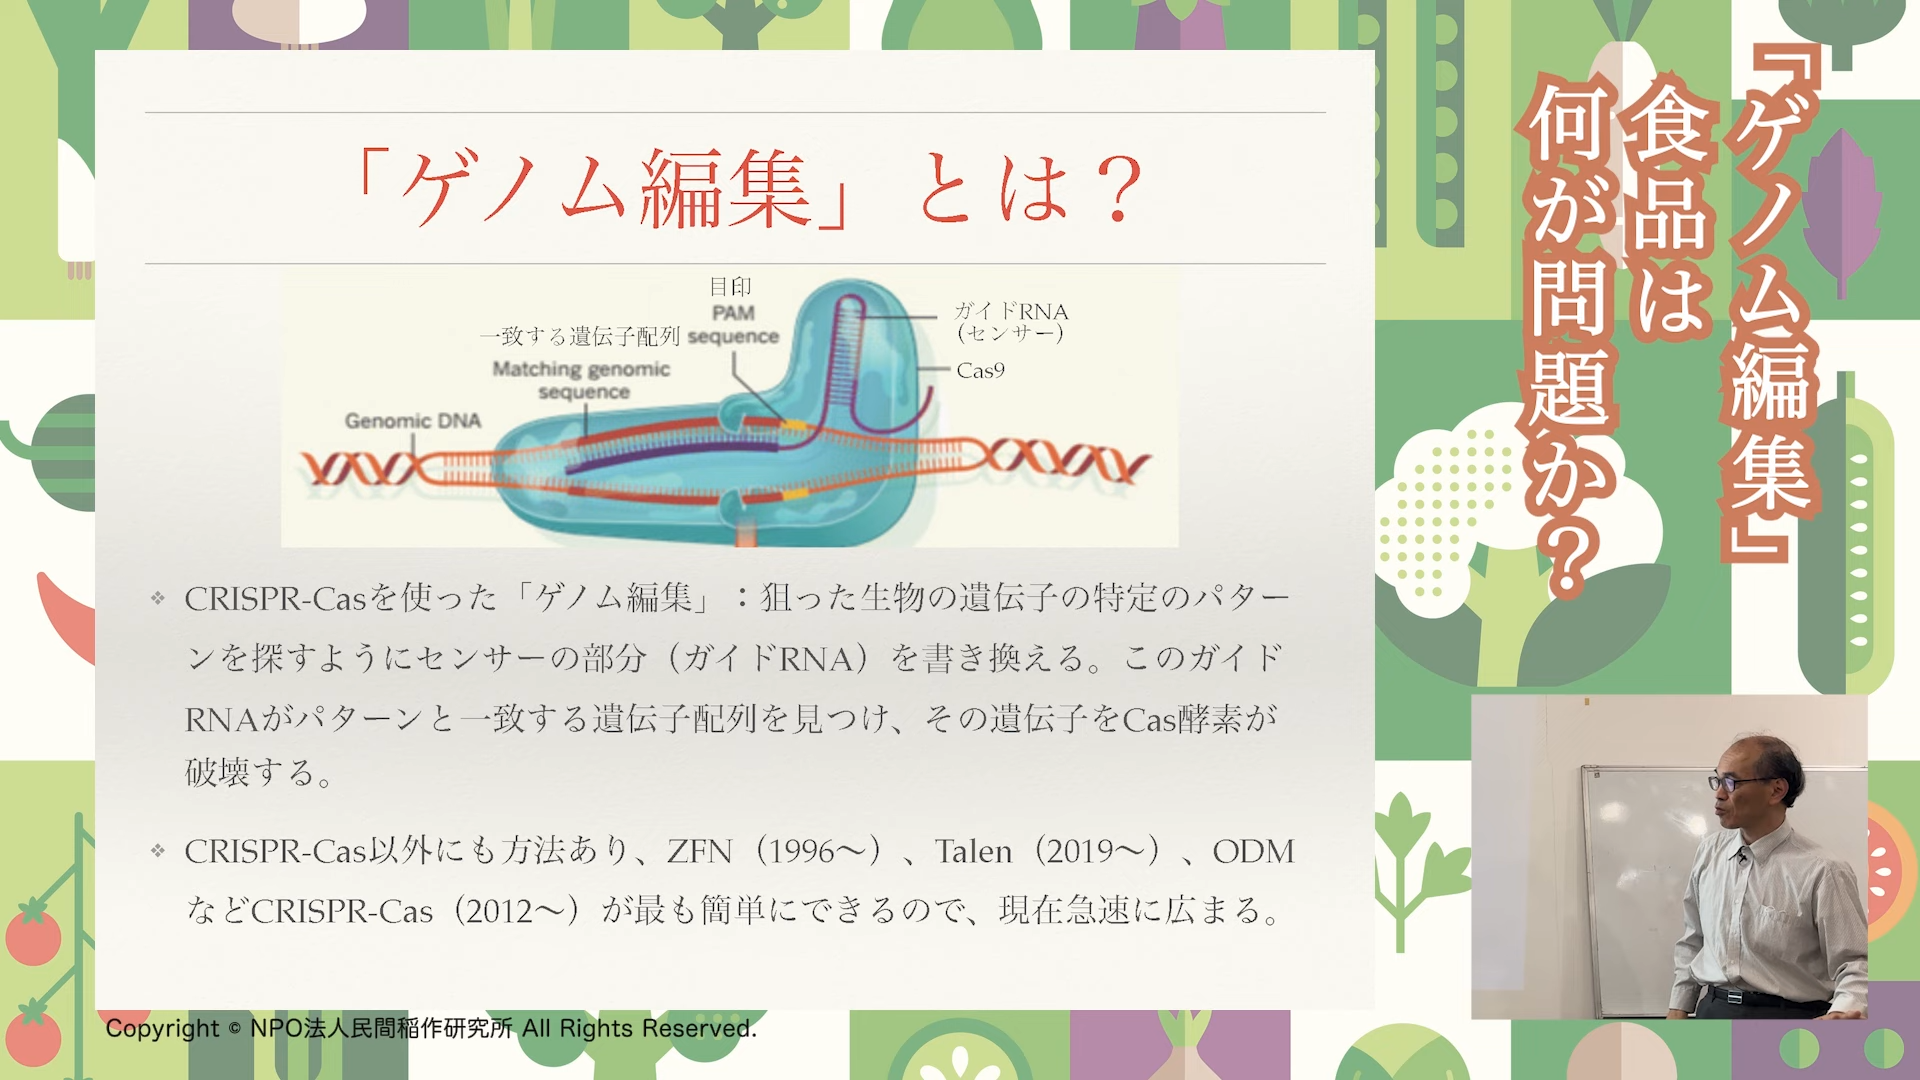 「ゲノム編集」とは？
目印
PAM
sequence
一致する遺伝子配列
Matching genomic
sequence
Genomic DNA
ガイドRNA
（センサー）
Cas9
CRISPR-Casを使った「ゲノム編集」：狙った生物の遺伝子の特定のパター
ンを探すようにセンサーの部分（ガイドRNA）を書き換える。このガイド
RNAがパターンと一致する遺伝子配列を見つけ、その遺伝子をCas酵素が
破壊する。
CRISPR-Cas以外にも方法あり、ZFN（1996〜）、Talen（2019〜）、ODM
などCRISPR-Cas（2012〜）が最も簡単にできるので、現在急速に広まる。
『ゲノム編集』
食品は
何が問題か？
Copyright © NPO法人民間稲作研究所 All Rights Reserved.